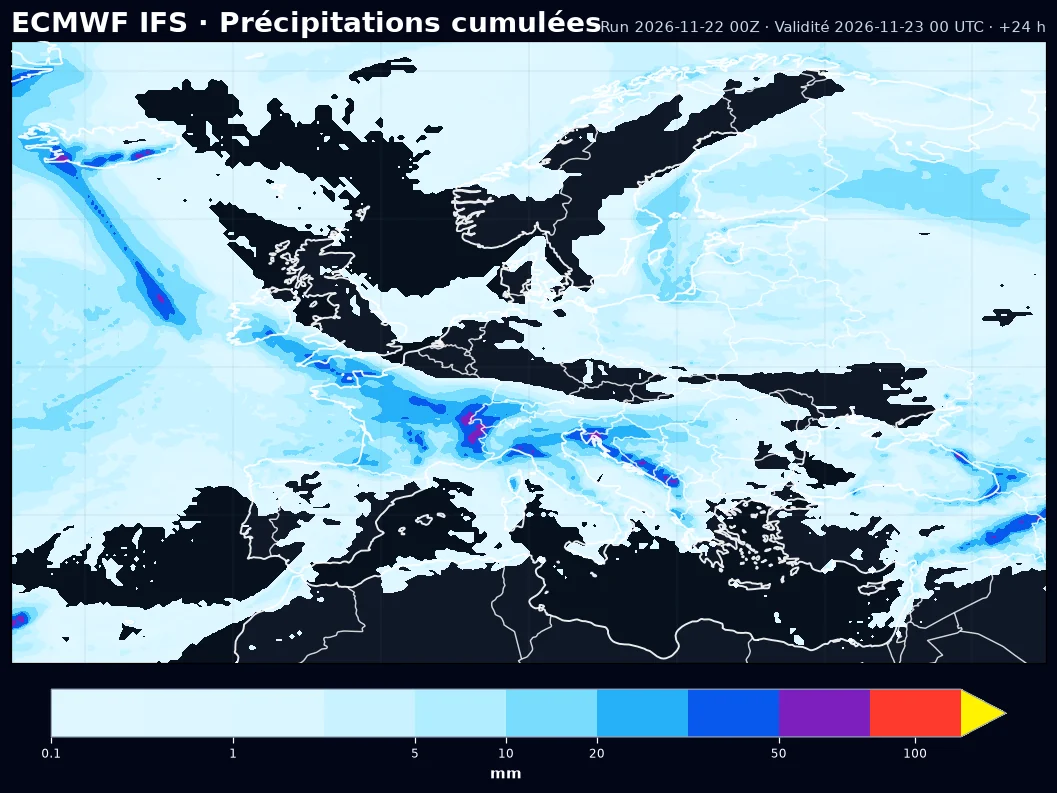 ECMWF IFS · Précipitations cumulées
Run 2026-11-22 00Z · Validité 2026-11-23 00 UTC · +24 h
0.1 1 5 10 20 50 100
mm